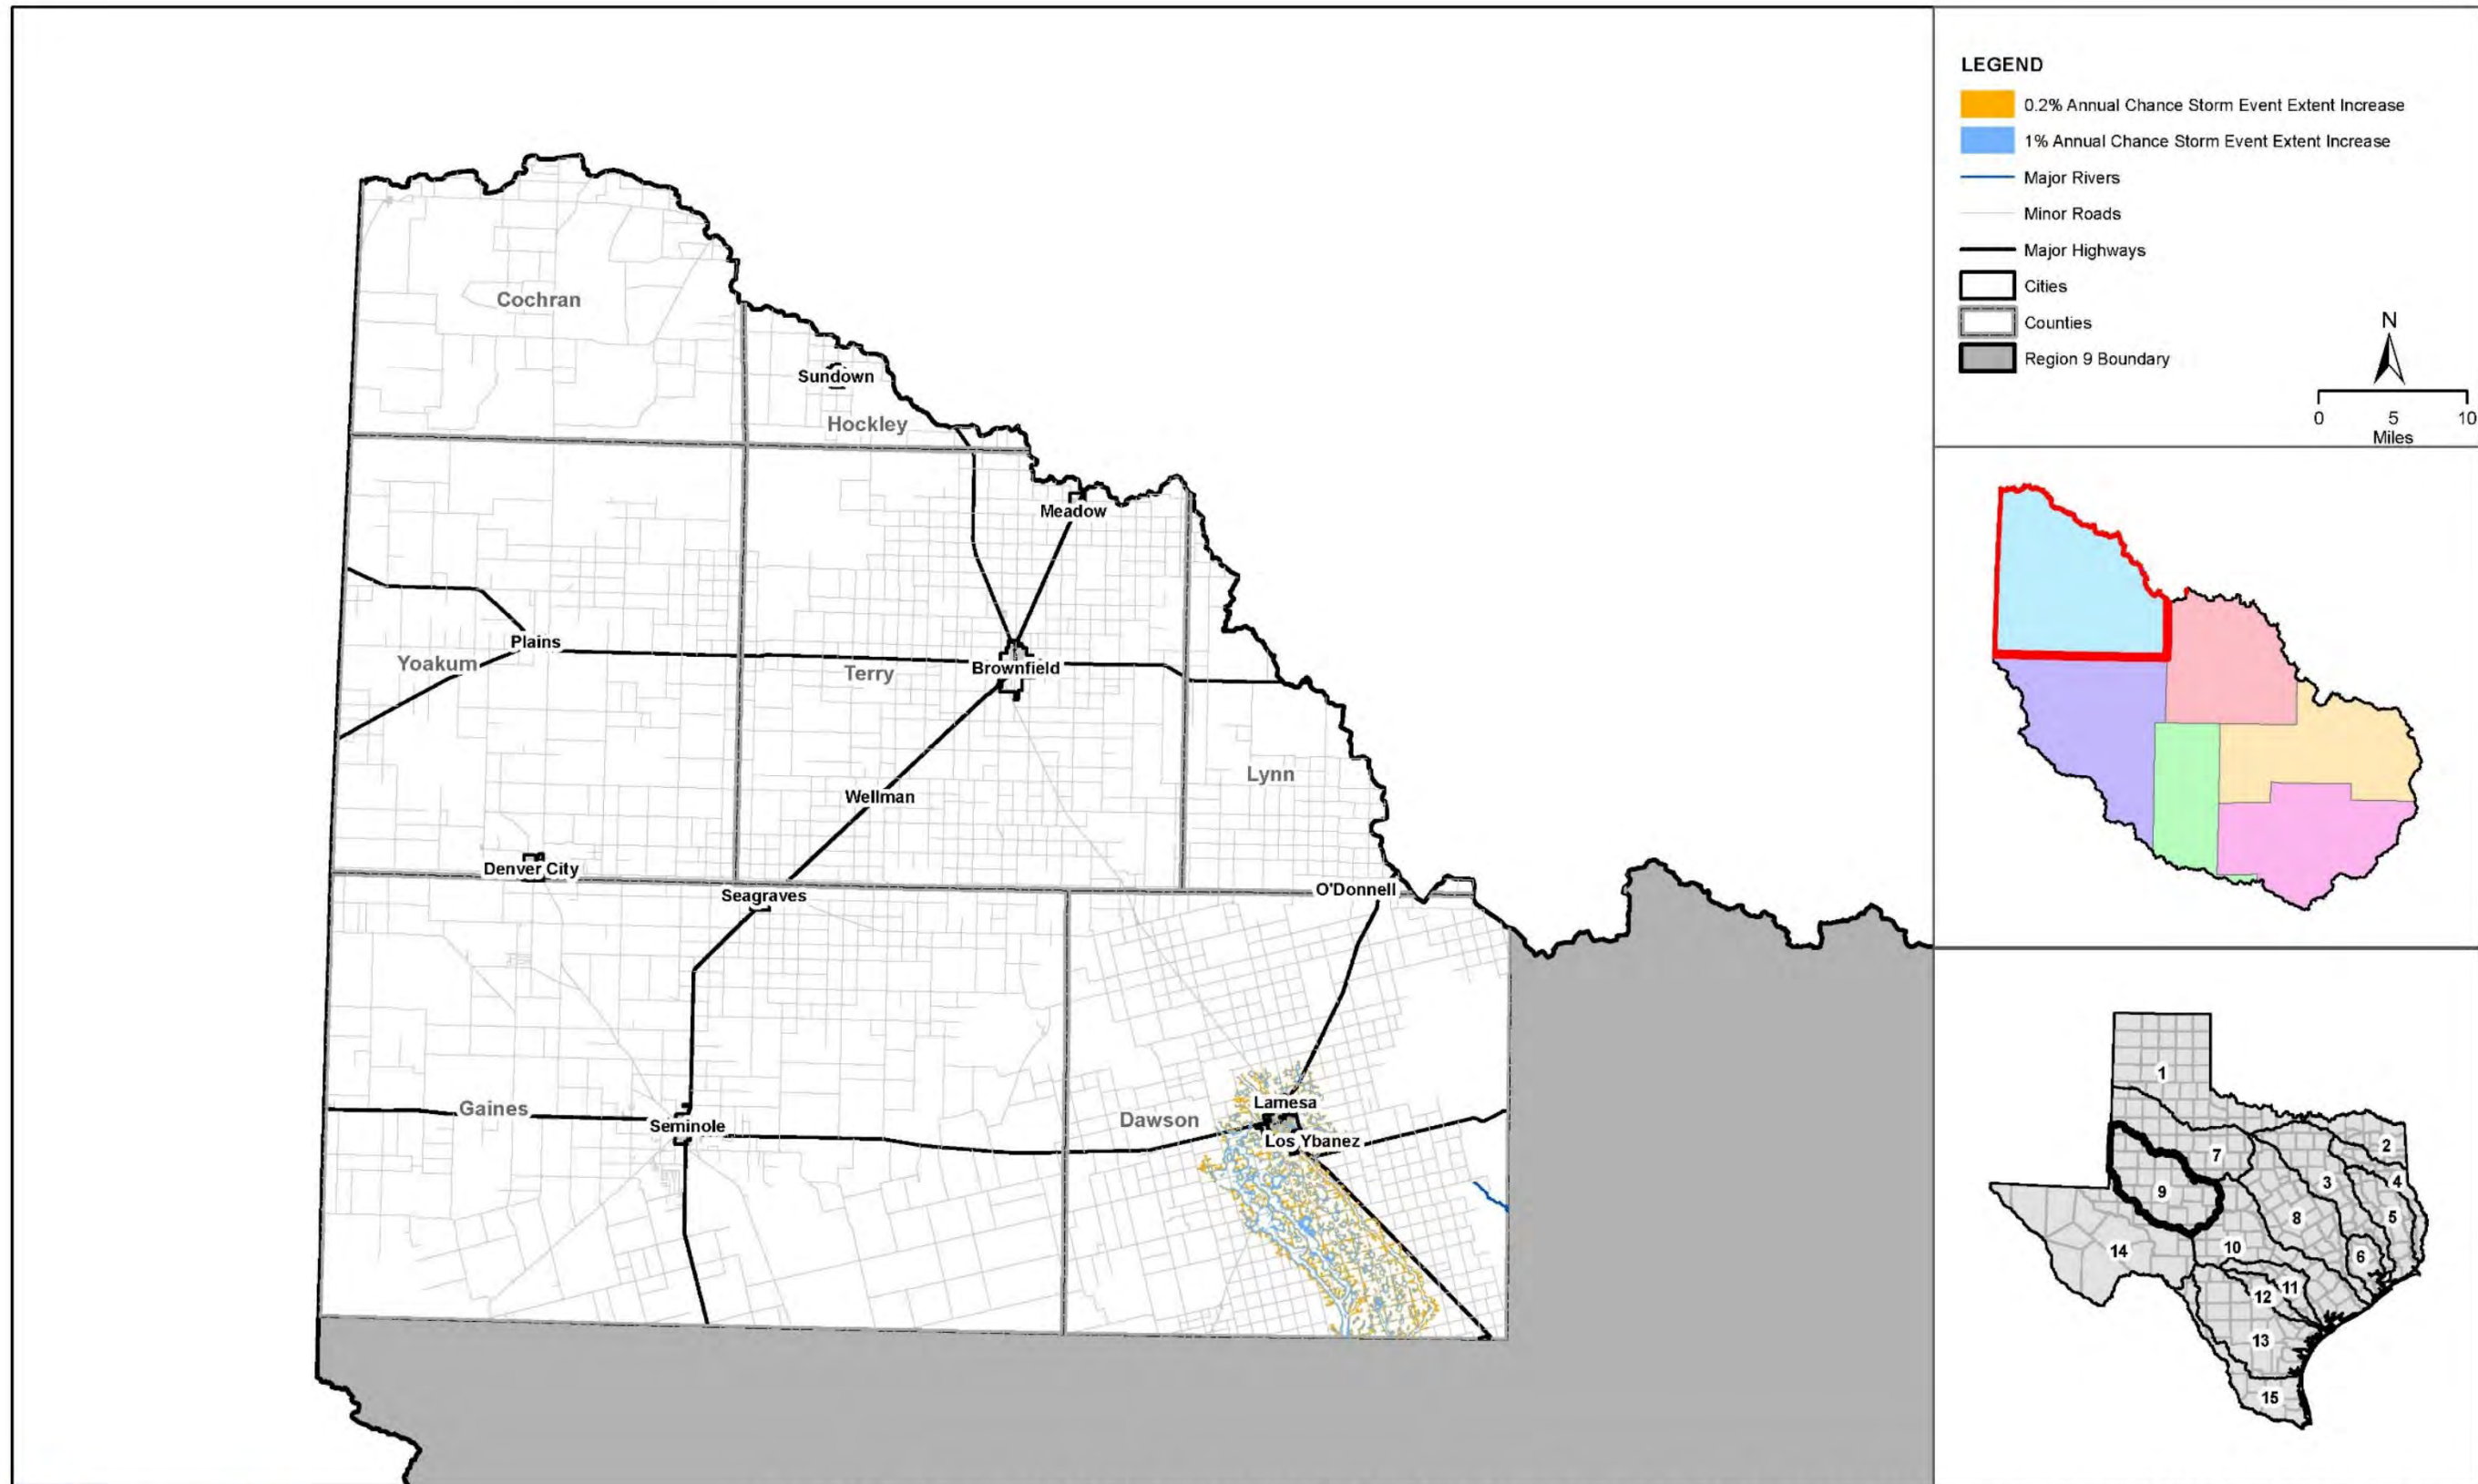 Cochran
Sundown
Hockley
Meadow
Plains
Yoakum
Terry
Brownfield
Lynn
Wellman
Denver City
Seagraves
O'Donnell
Gaines
Seminole
Dawson
Lamesa
Los Ybanez
LEGEND
0.2% Annual Chance Storm Event Extent Increase
1% Annual Chance Storm Event Extent Increase
Major Rivers
Minor Roads
Major Highways
Cities
Counties
Region 9 Boundary
N
0 5 10
Miles
1
2
7
3
4
9
5
8
14
10
6
11
12
13
15